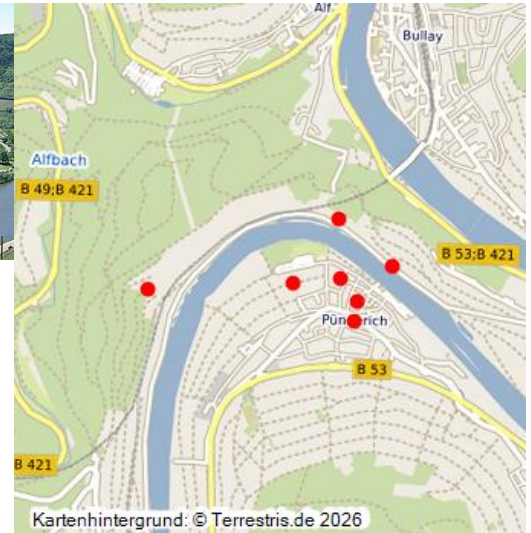 Alf
Bullay
Alfbach
B 49;B 421
B 53;B 421
Pünderich
B 53
B 421
Kartenhintergrund: © Terrestris.de 2026